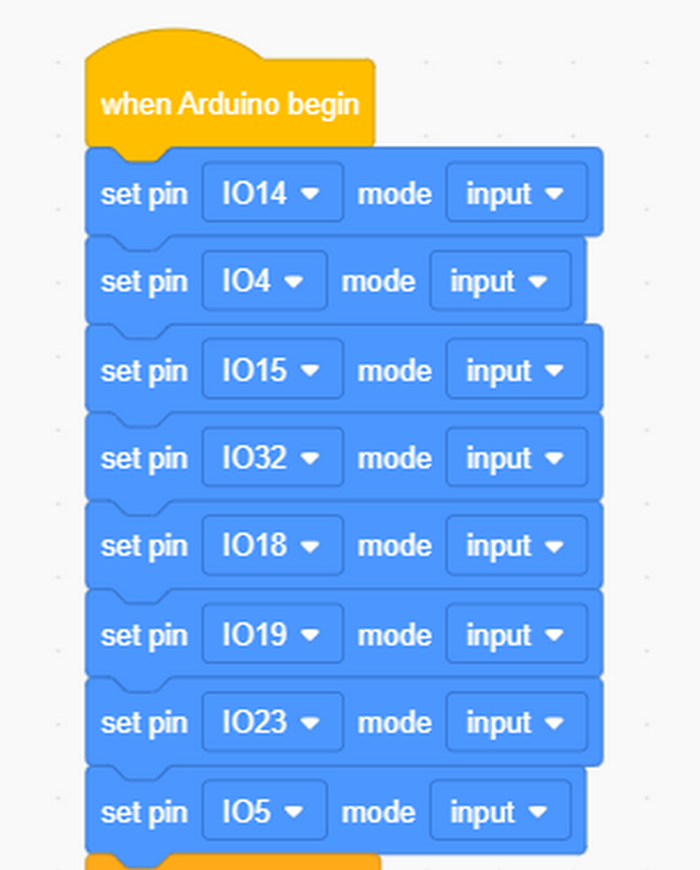 when Arduino begin
set pin IO14 mode input
set pin IO4 mode input
set pin IO15 mode input
set pin IO32 mode input
set pin IO18 mode input
set pin IO19 mode input
set pin IO23 mode input
set pin IO5 mode input